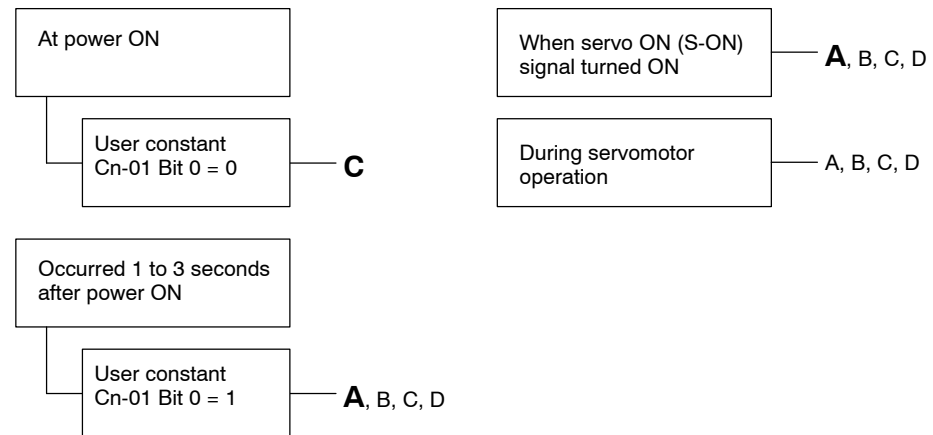 At power ON
User constant
Cn-01 Bit 0 = 0
C
Occurred 1 to 3 seconds
after power ON
User constant
Cn-01 Bit 0 = 1
A, B, C, D
When servo ON (S-ON)
signal turned ON
A, B, C, D
During servomotor
operation
A, B, C, D